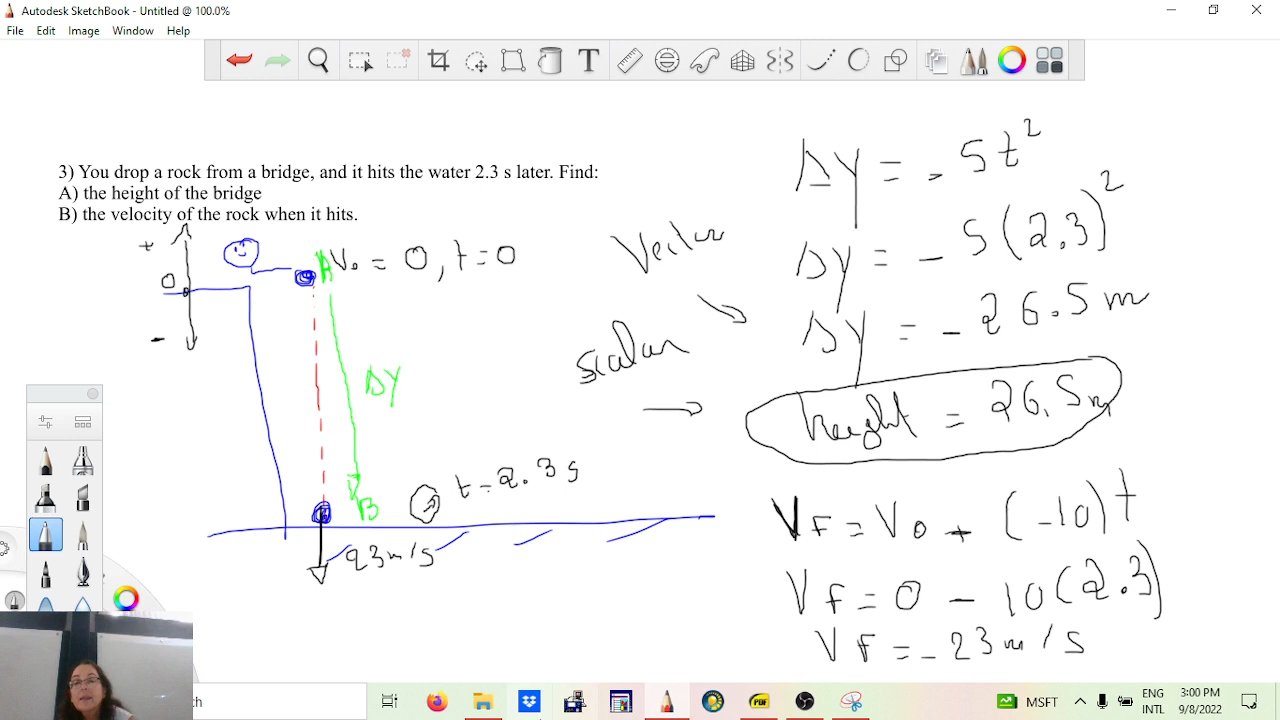 Autodesk SketchBook - Untitled @ 100.0%
File Edit Image Window Help
T
3) You drop a rock from a bridge, and it hits the water 2.3 s later. Find:
A) the height of the bridge
B) the velocity of the rock when it hits.
+
0
-
A V₀ = 0, t = 0
ΔY
B
t = 2.3 s
23 m/s
Vector →
scalar →
ΔY = - 5t²
ΔY = - 5(2.3)²
ΔY = - 26.5 m
height = 26.5 m
VF = V0 + (-10)t
VF = 0 - 10(2.3)
VF = - 23 m/s
rch
PDF
MSFT
ENG
INTL
3:00 PM
9/8/2022